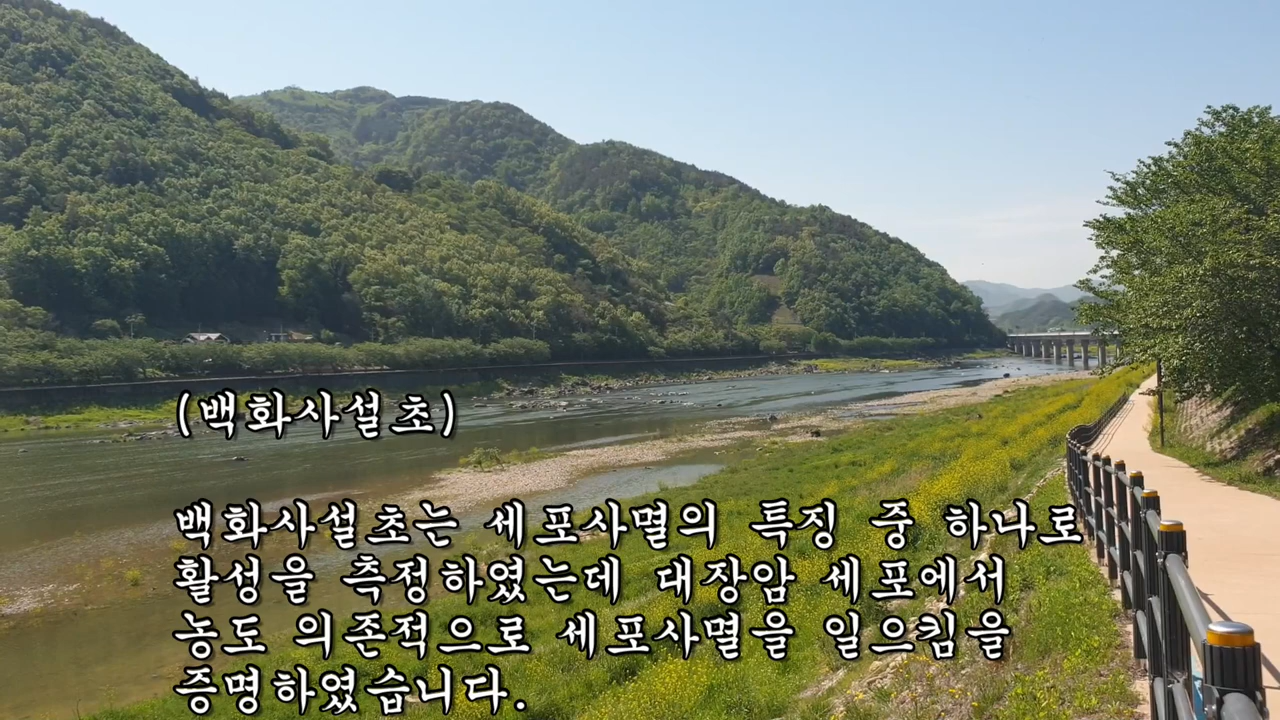 (백화사설초)
백화사설초는 세포사멸의 특징 중 하나로
활성을 측정하였는데 대장암 세포에서
농도 의존적으로 세포사멸을 일으킴을
증명하였습니다.